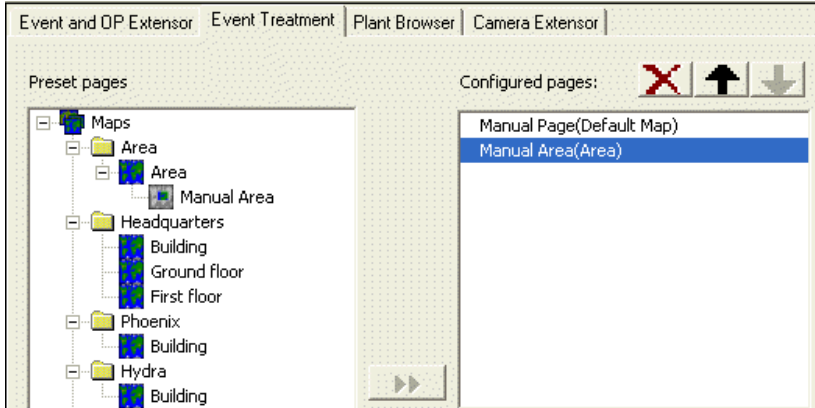 Event and OP Extensor Event Treatment Plant Browser Camera Extensor
Preset pages
Configured pages:
Maps
Area
Area
Manual Area
Headquarters
Building
Ground floor
First floor
Phoenix
Building
Hydra
Building
Manual Page(Default Map)
Manual Area(Area)